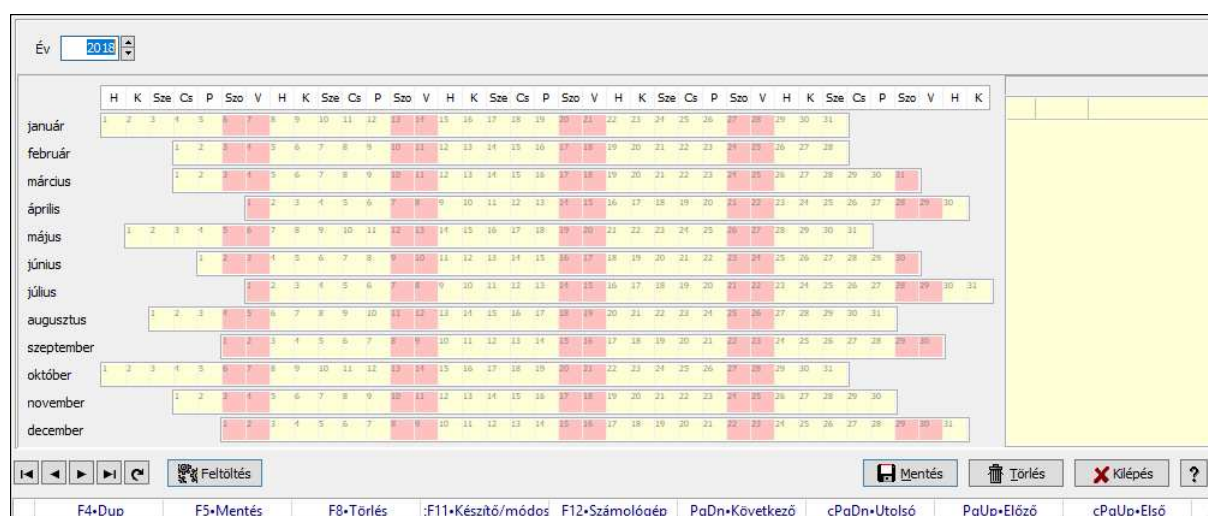 Év 2018
H K Sze Cs P Szo V H K Sze Cs P Szo V H K Sze Cs P Szo V H K Sze Cs P Szo V H K Sze Cs P Szo V H K
január 1 2 3 4 5 6 7 8 9 10 11 12 13 14 15 16 17 18 19 20 21 22 23 24 25 26 27 28 29 30 31
február 1 2 3 4 5 6 7 8 9 10 11 12 13 14 15 16 17 18 19 20 21 22 23 24 25 26 27 28
március 1 2 3 4 5 6 7 8 9 10 11 12 13 14 15 16 17 18 19 20 21 22 23 24 25 26 27 28 29 30 31
április 1 2 3 4 5 6 7 8 9 10 11 12 13 14 15 16 17 18 19 20 21 22 23 24 25 26 27 28 29 30
május 1 2 3 4 5 6 7 8 9 10 11 12 13 14 15 16 17 18 19 20 21 22 23 24 25 26 27 28 29 30 31
június 1 2 3 4 5 6 7 8 9 10 11 12 13 14 15 16 17 18 19 20 21 22 23 24 25 26 27 28 29 30
július 1 2 3 4 5 6 7 8 9 10 11 12 13 14 15 16 17 18 19 20 21 22 23 24 25 26 27 28 29 30 31
augusztus 1 2 3 4 5 6 7 8 9 10 11 12 13 14 15 16 17 18 19 20 21 22 23 24 25 26 27 28 29 30 31
szeptember 1 2 3 4 5 6 7 8 9 10 11 12 13 14 15 16 17 18 19 20 21 22 23 24 25 26 27 28 29 30
október 1 2 3 4 5 6 7 8 9 10 11 12 13 14 15 16 17 18 19 20 21 22 23 24 25 26 27 28 29 30 31
november 1 2 3 4 5 6 7 8 9 10 11 12 13 14 15 16 17 18 19 20 21 22 23 24 25 26 27 28 29 30
december 1 2 3 4 5 6 7 8 9 10 11 12 13 14 15 16 17 18 19 20 21 22 23 24 25 26 27 28 29 30 31
Feltöltés Mentés Törlés Kilépés ?
F4•Dup F5•Mentés F8•Törlés :F11•Készítő/módos F12•Számológép PgDn•Következő cPgDn•Utolsó PgUp•Előző cPgUp•Első